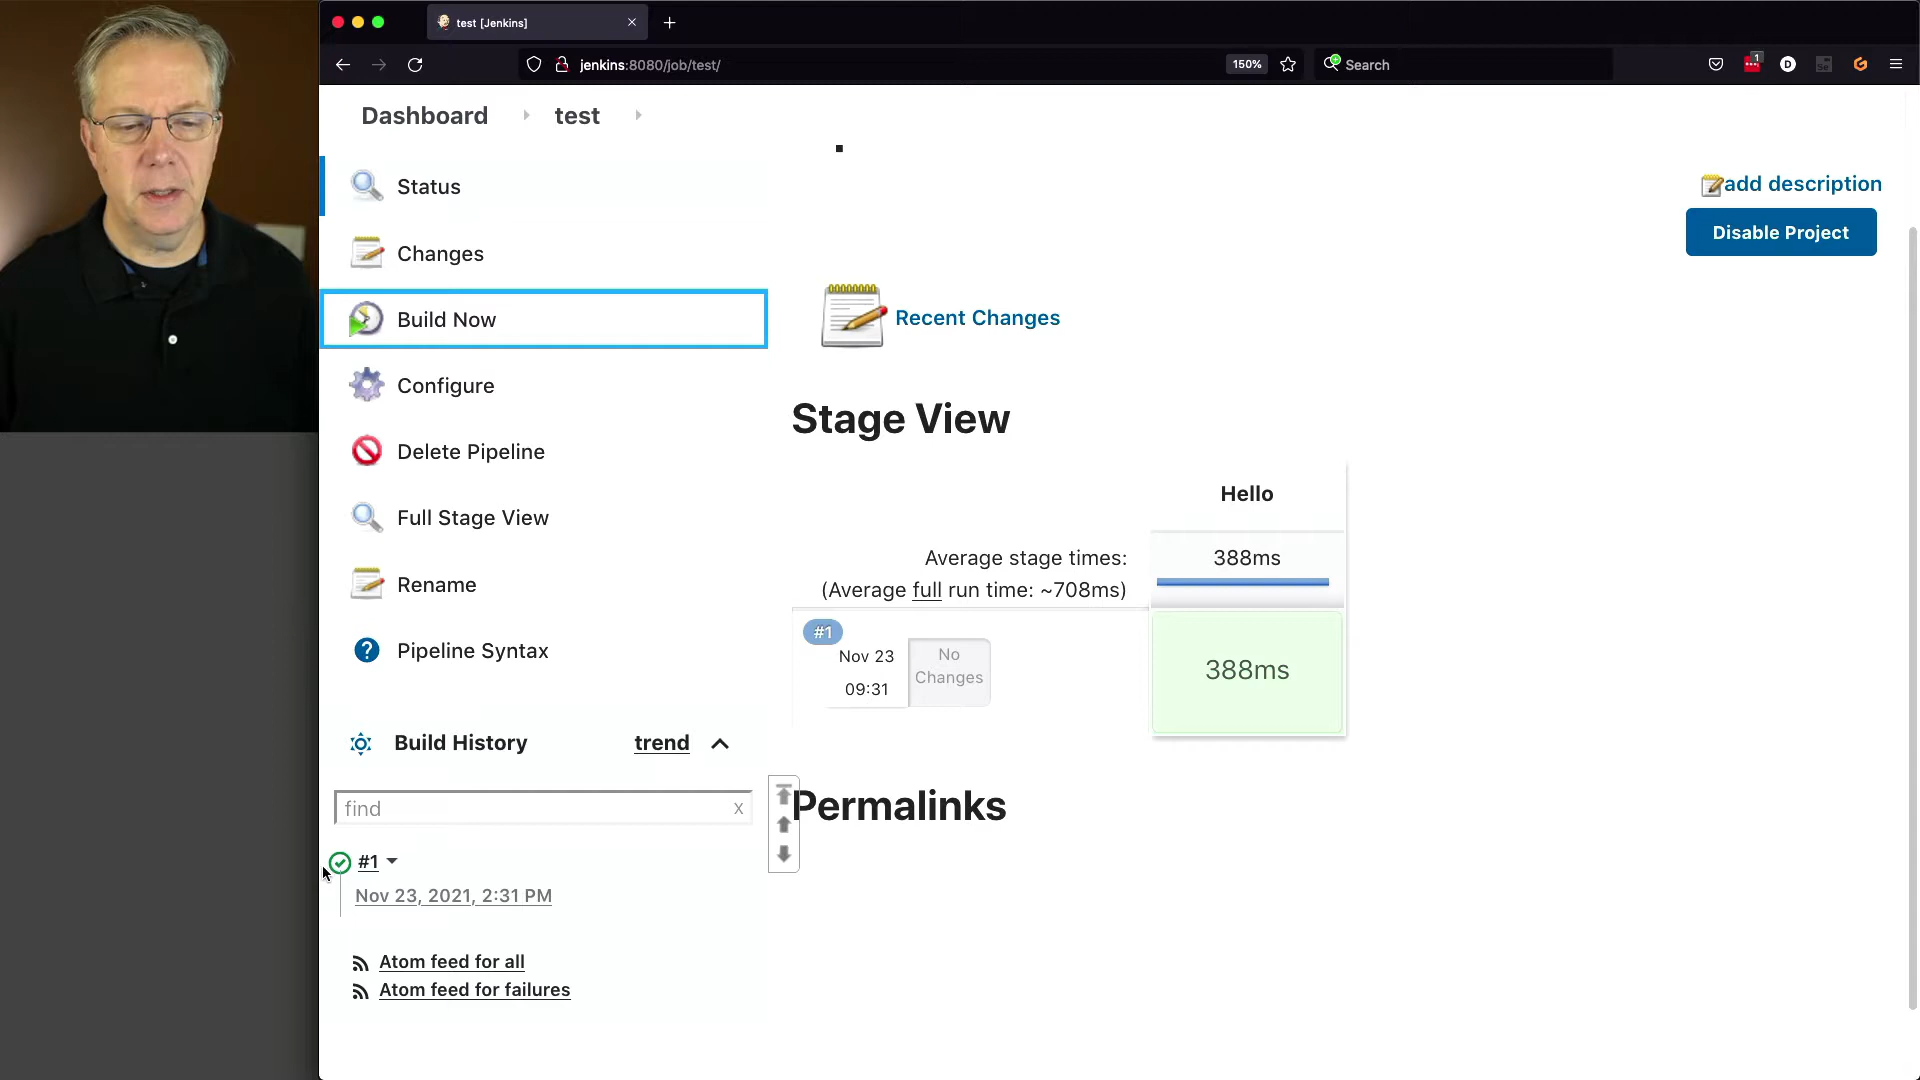 test [Jenkins]
jenkins:8080/job/test/
150%
Search
1
D
Dashboard
test
Status
Changes
Build Now
Configure
Delete Pipeline
Full Stage View
Rename
? Pipeline Syntax
Build History
trend
find
x
#1
Nov 23, 2021, 2:31 PM
Atom feed for all
Atom feed for failures
add description
Disable Project
Recent Changes
Stage View
Hello
Average stage times:
388ms
(Average full run time: ~708ms)
#1
Nov 23
09:31
No
Changes
388ms
Permalinks